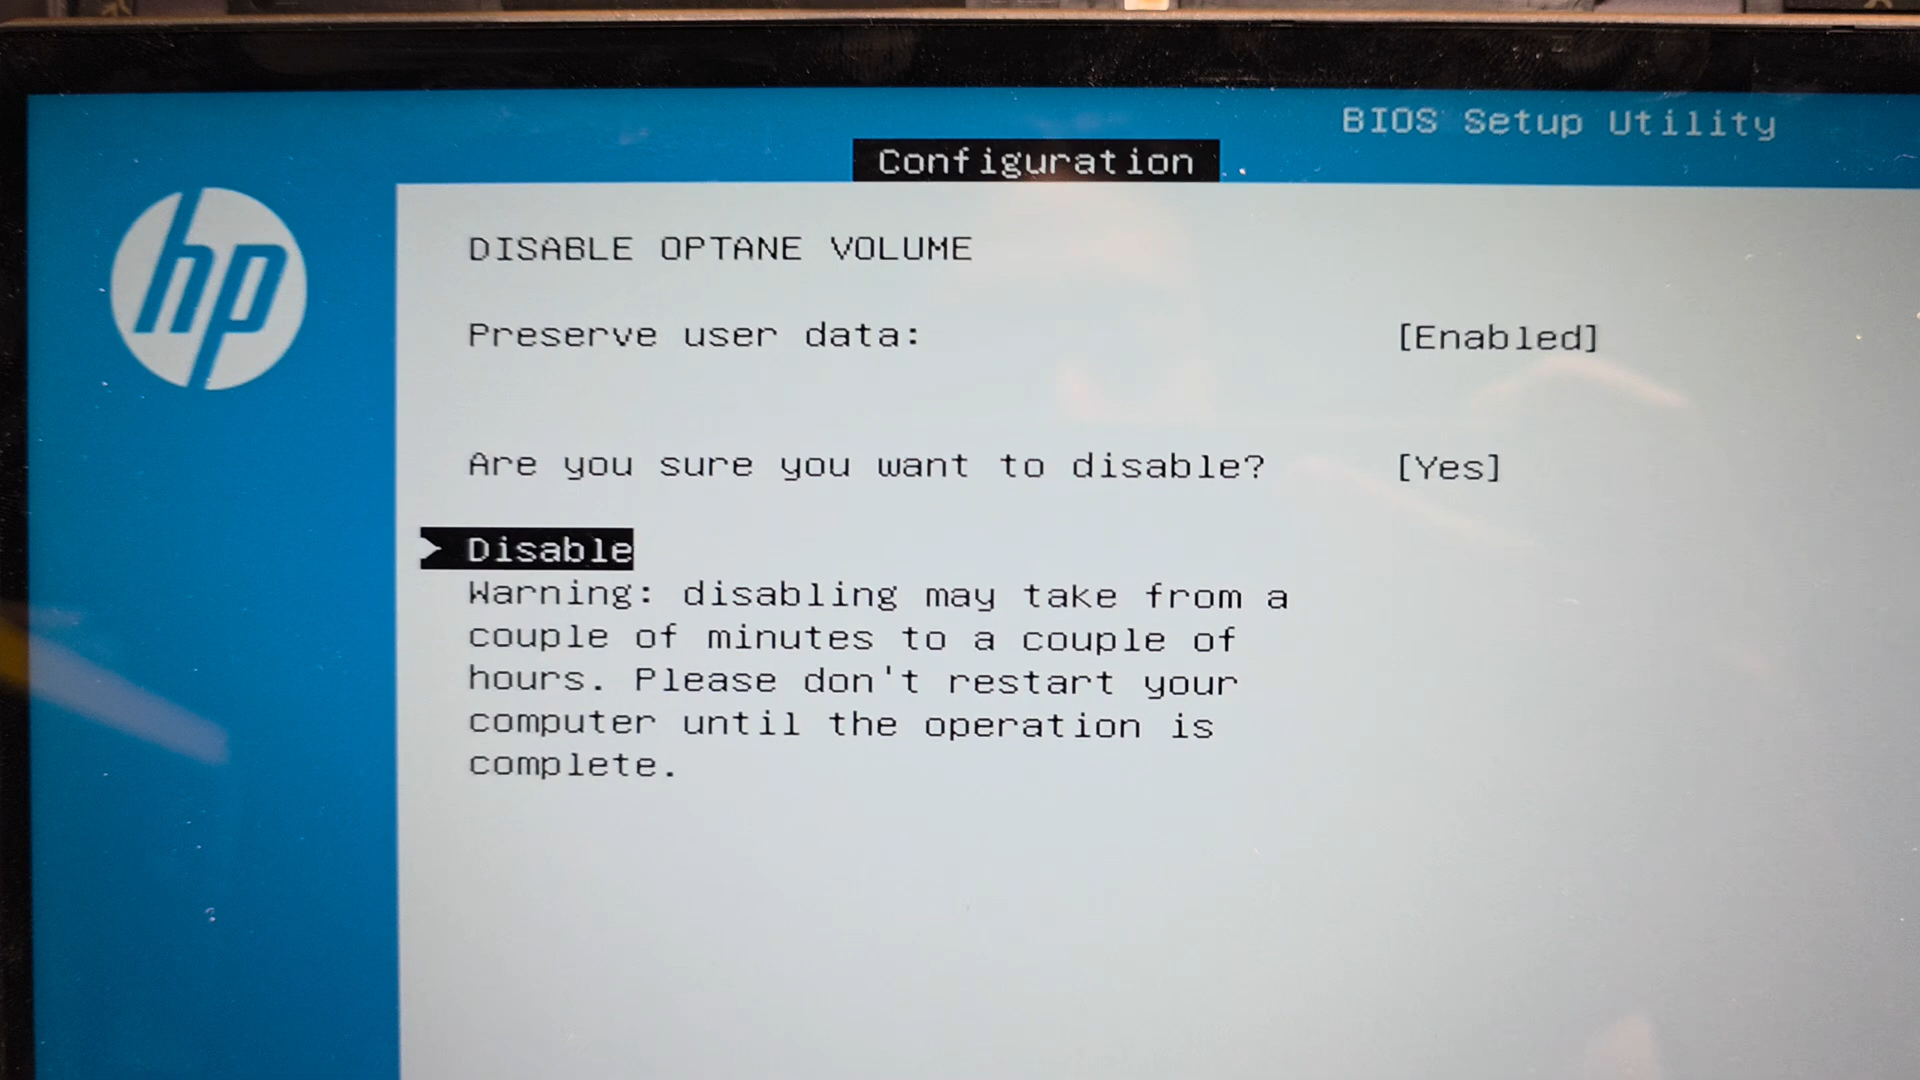 BIOS Setup Utility
Configuration
hp
DISABLE OPTANE VOLUME
Preserve user data: [Enabled]
Are you sure you want to disable? [Yes]
Disable
Warning: disabling may take from a
couple of minutes to a couple of
hours. Please don't restart your
computer until the operation is
complete.